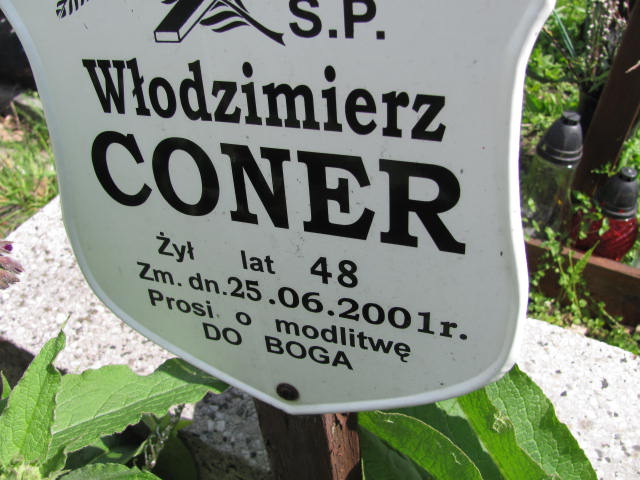 Ś.P.
Włodzimierz
CONER
Żył lat 48
Zm. dn. 25.06.2001r.
Prosi o modlitwę
DO BOGA